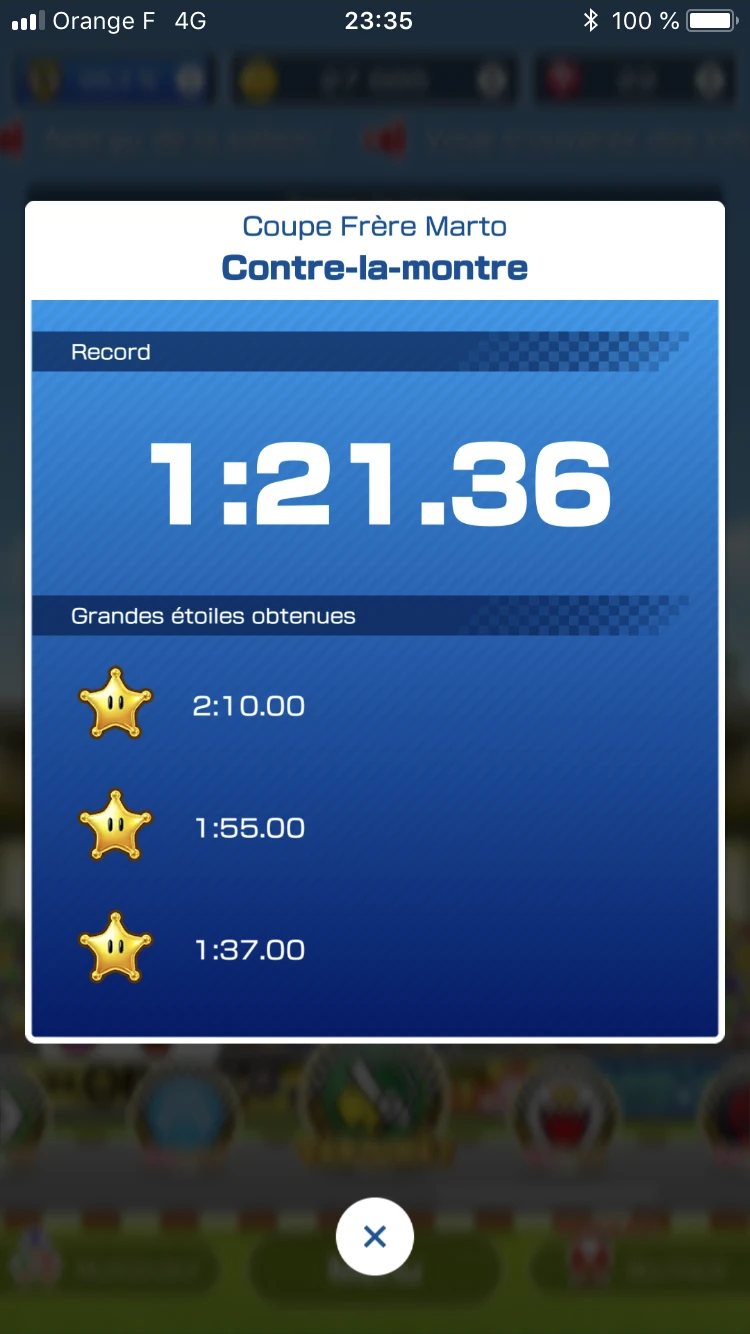 Orange F 4G 23:35 100 %
Coupe Frère Marto
Contre-la-montre
Record
1:21.36
Grandes étoiles obtenues
2:10.00
1:55.00
1:37.00